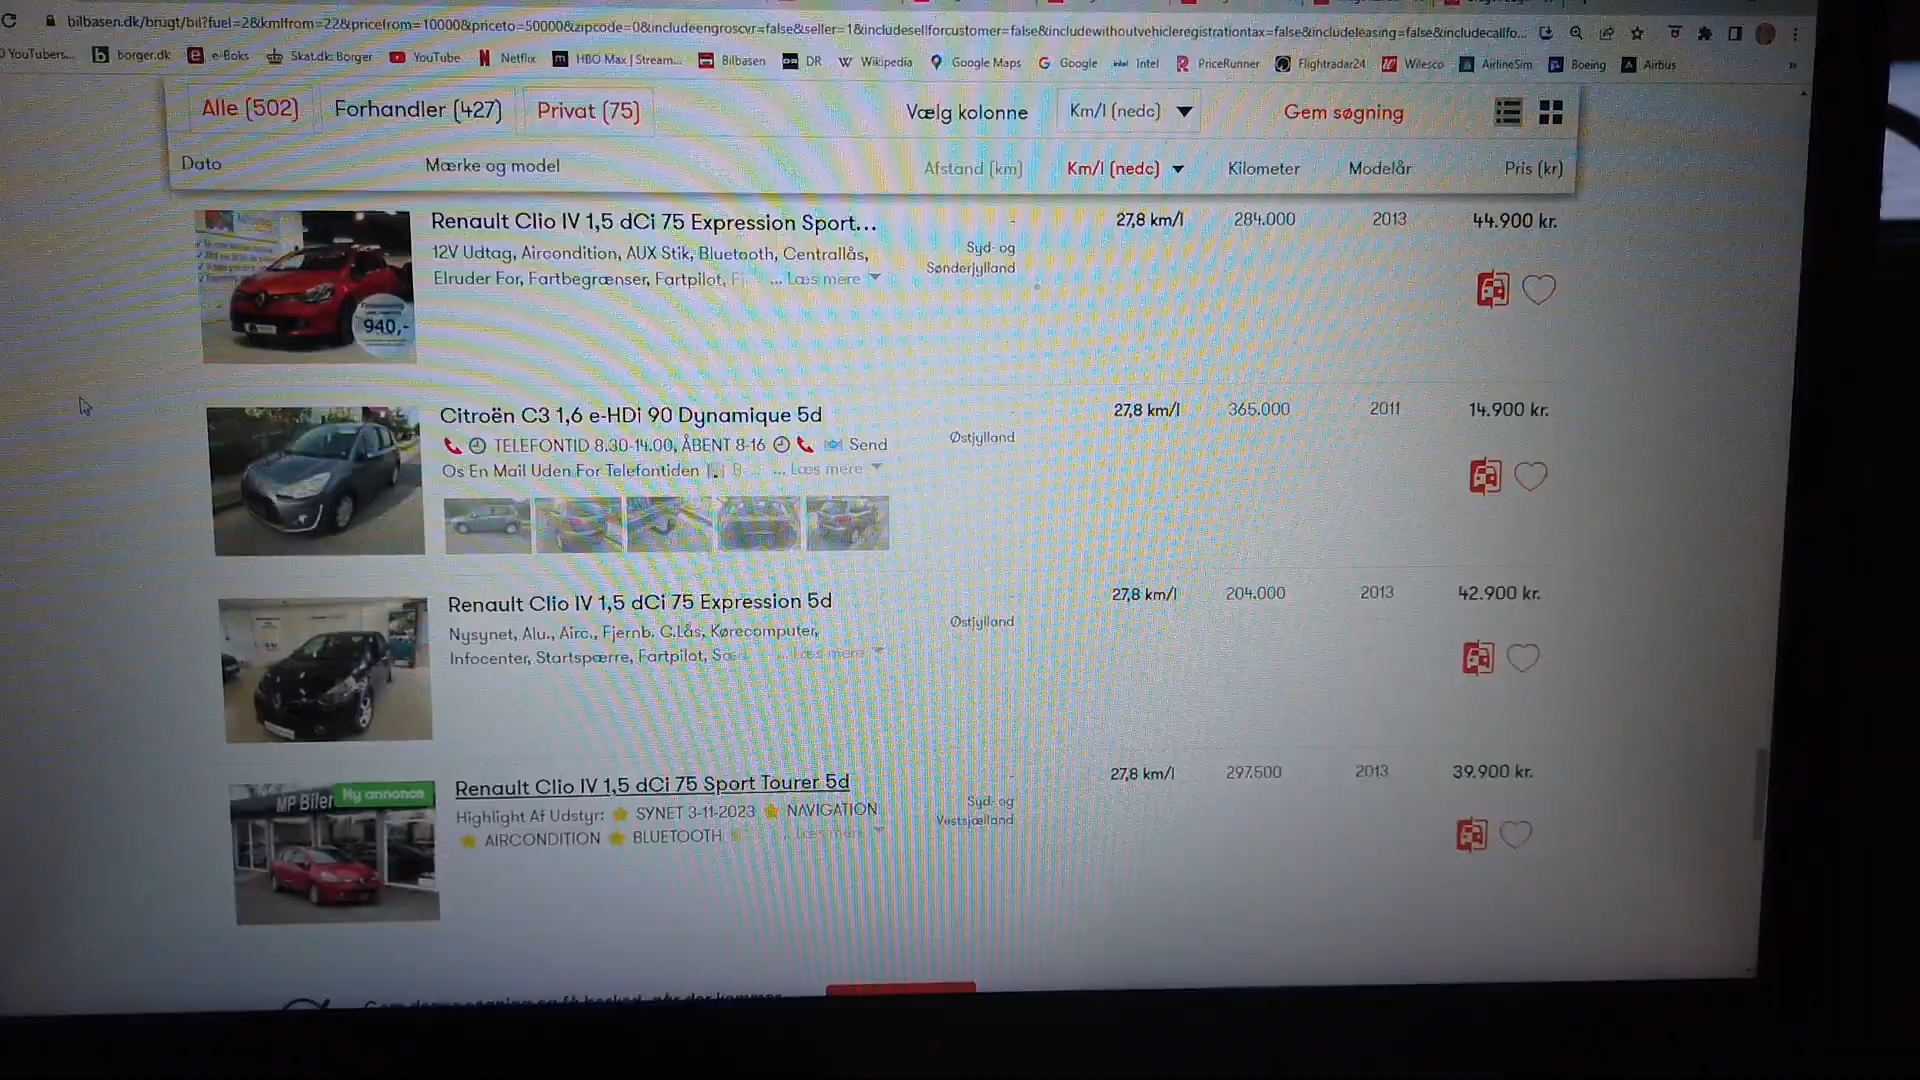 bilbasen.dk/brugt/bil?fuel=2&kmlfrom=22&pricefrom=10000&priceto=50000&zipcode=0&includeengroscvr=false&seller=1&includesellforcustomer=false&includewithoutvehicleregistrationtax=false&includeleasing=false&includecallfo...
YouTubers... borger.dk e-Boks Skat.dk: Borger YouTube Netflix HBO Max | Stream... Bilbasen DR Wikipedia Google Maps Google Intel PriceRunner Flightradar24 Wilesco AirlineSim Boeing Airbus »
Alle (502) Forhandler (427) Privat (75) Vælg kolonne Km/l (nedc) Gem søgning
Dato Mærke og model Afstand (km) Km/l (nedc) Kilometer Modelår Pris (kr)
Renault Clio IV 1,5 dCi 75 Expression Sport... - 27,8 km/l 284.000 2013 44.900 kr.
12V Udtag, Aircondition, AUX Stik, Bluetooth, Centrallås,
Elruder For, Fartbegrænser, Fartpilot, Fj ... Læs mere
Syd- og
Sønderjylland
940,-
Citroën C3 1,6 e-HDi 90 Dynamique 5d - 27,8 km/l 365.000 2011 14.900 kr.
TELEFONTID 8.30-14.00, ÅBENT 8-16 Send
Os En Mail Uden For Telefontiden ... Læs mere
Østjylland
Renault Clio IV 1,5 dCi 75 Expression 5d - 27,8 km/l 204.000 2013 42.900 kr.
Nysynet, Alu., Airc., Fjernb. C.Lås, Kørecomputer,
Infocenter, Startspærre, Fartpilot, Sæd ... Læs mere
Østjylland
Renault Clio IV 1,5 dCi 75 Sport Tourer 5d - 27,8 km/l 297.500 2013 39.900 kr.
Highlight Af Udstyr: SYNET 3-11-2023 NAVIGATION
AIRCONDITION BLUETOOTH ... Læs mere
Syd- og
Vestsjælland
MP Biler Ny annonce